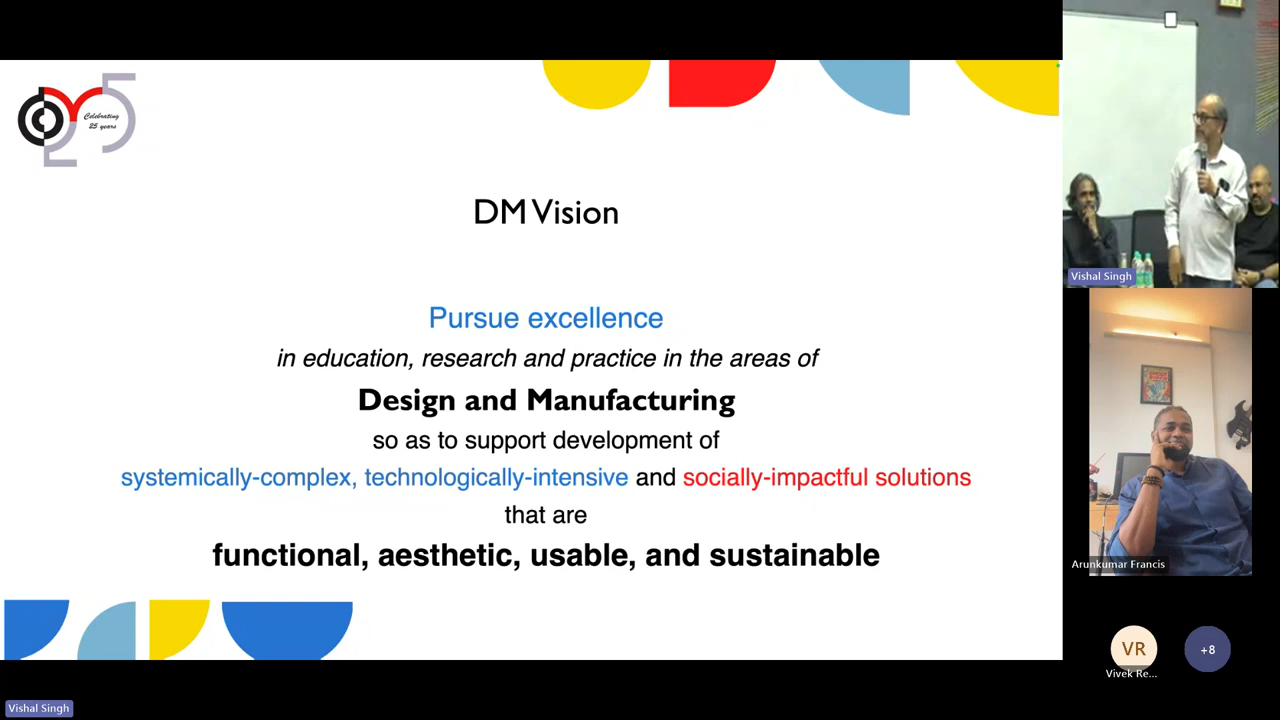 Celebrating
25 years
DM Vision
Pursue excellence
in education, research and practice in the areas of
Design and Manufacturing
so as to support development of
systemically-complex, technologically-intensive and socially-impactful solutions
that are
functional, aesthetic, usable, and sustainable
Vishal Singh
Arunkumar Francis
VR
Vivek Re...
+8
Vishal Singh